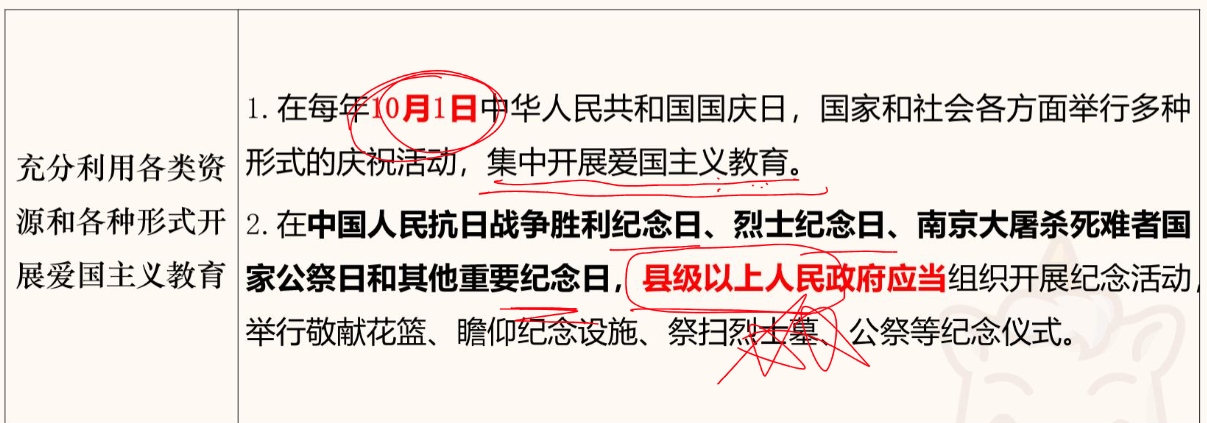 充分利用各类资
源和各种形式开
展爱国主义教育
1.在每年10月1日中华人民共和国国庆日，国家和社会各方面举行多种
形式的庆祝活动，集中开展爱国主义教育。
2.在中国人民抗日战争胜利纪念日、烈士纪念日、南京大屠杀死难者国
家公祭日和其他重要纪念日，县级以上人民政府应当组织开展纪念活动，
举行敬献花篮、瞻仰纪念设施、祭扫烈士墓、公祭等纪念仪式。